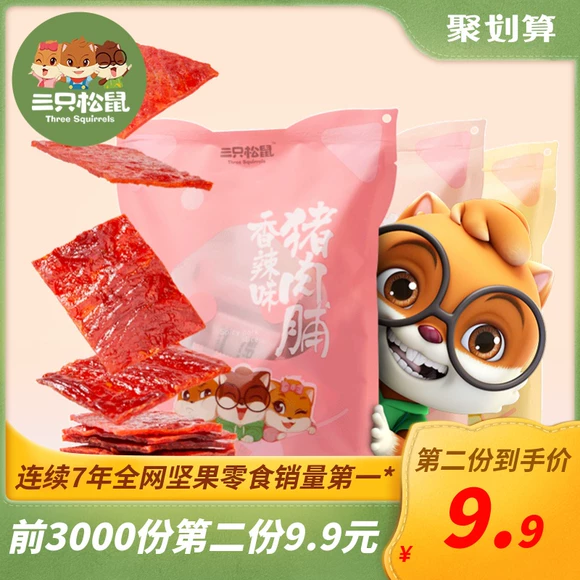 聚划算
三只松鼠
Three Squirrels
三只松鼠
Three Squirrels
香辣味
猪肉脯
连续7年全网坚果零食销量第一*
第二份到手价
¥9.9
前3000份第二份9.9元